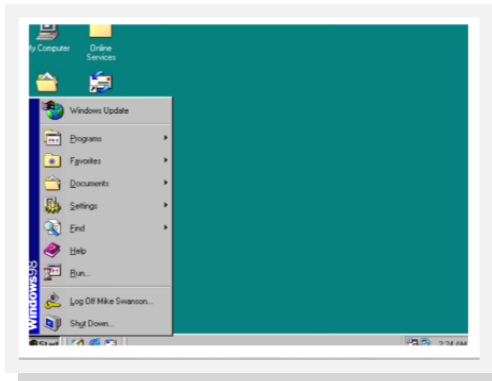 My Computer
Online
Services
Windows Update
Programs
Favorites
Documents
Settings
Find
Help
Run...
Log Off Mike Swanson...
Shut Down...
Windows98
Start
2:24 AM